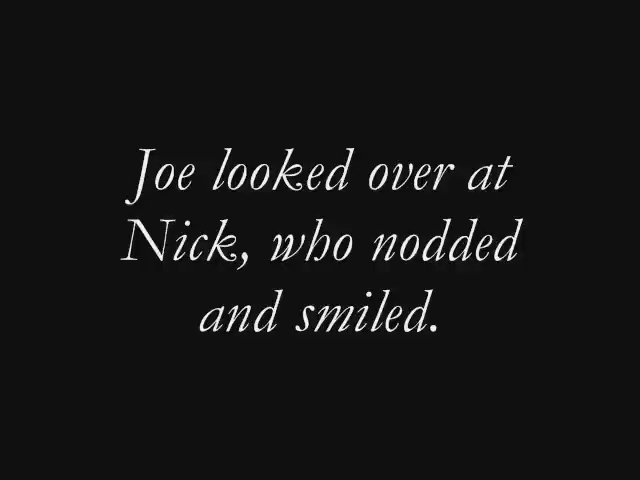 Joe looked over at
Nick, who nodded
and smiled.